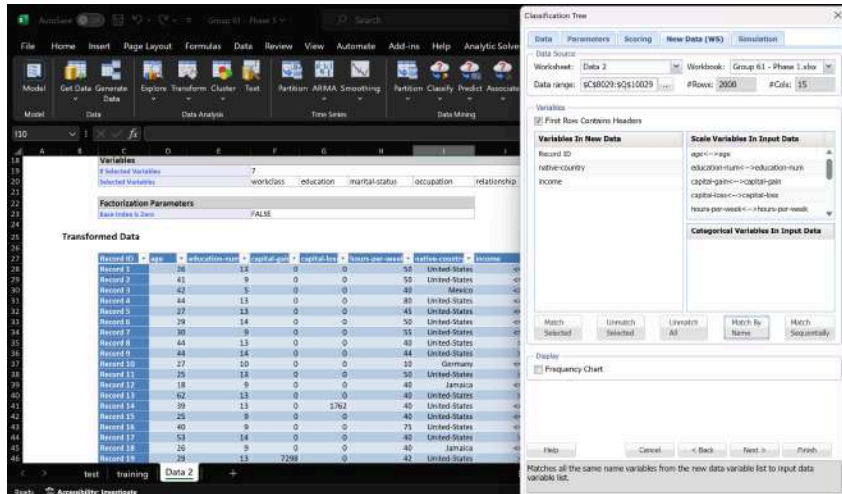 AutoSave
Group 61 - Phase 1
Search
File Home Insert Page Layout Formulas Data Review View Automate Add-ins Help Analytic Solver
Model Get Data Generate Data Explore Transform Cluster Text Partition ARIMA Smoothing Partition Classify Predict Associate
Model Data Data Analysis Time Series Data Mining
I10 fx
Variables
# Selected Variables 7
Selected Variables workclass education marital-status occupation relationship
Factorization Parameters
Base Index Is Zero FALSE
Transformed Data
Record ID age education-num capital-gain capital-loss hours-per-week native-country income
Record 1 26 13 0 0 50 United-States
Record 2 41 9 0 0 50 United-States
Record 3 42 5 0 0 40 Mexico
Record 4 44 13 0 0 80 United-States
Record 5 27 13 0 0 45 United-States
Record 6 29 14 0 0 50 United-States
Record 7 30 9 0 0 55 United-States
Record 8 44 13 0 0 40 United-States
Record 9 44 14 0 0 44 United-States
Record 10 27 10 0 0 10 Germany
Record 11 25 13 0 0 50 United-States
Record 12 18 9 0 0 40 Jamaica
Record 13 62 13 0 0 40 United-States
Record 14 39 13 0 1762 40 United-States
Record 15 25 9 0 0 40 United-States
Record 16 40 9 0 0 75 United-States
Record 17 53 14 0 0 40 United-States
Record 18 26 9 0 0 40 Jamaica
Record 19 29 13 7298 0 42 United-States
test training Data 2 +
Ready Accessibility: Investigate
Classification Tree
Data Parameters Scoring New Data (WS) Simulation
Data Source
Worksheet: Data 2 Workbook: Group 61 - Phase 1.xlsx
Data range: $C$8029:$Q$10029 ... #Rows: 2000 #Cols: 15
Variables
First Row Contains Headers
Variables In New Data
Record ID
native-country
income
Scale Variables In Input Data
age<-->age
education-num<-->education-num
capital-gain<-->capital-gain
capital-loss<-->capital-loss
hours-per-week<-->hours-per-week
Categorical Variables In Input Data
Match Selected Unmatch Selected Unmatch All Match By Name Match Sequentially
Display
Frequency Chart
Help Cancel < Back Next > Finish
Matches all the same name variables from the new data variable list to input data
variable list.